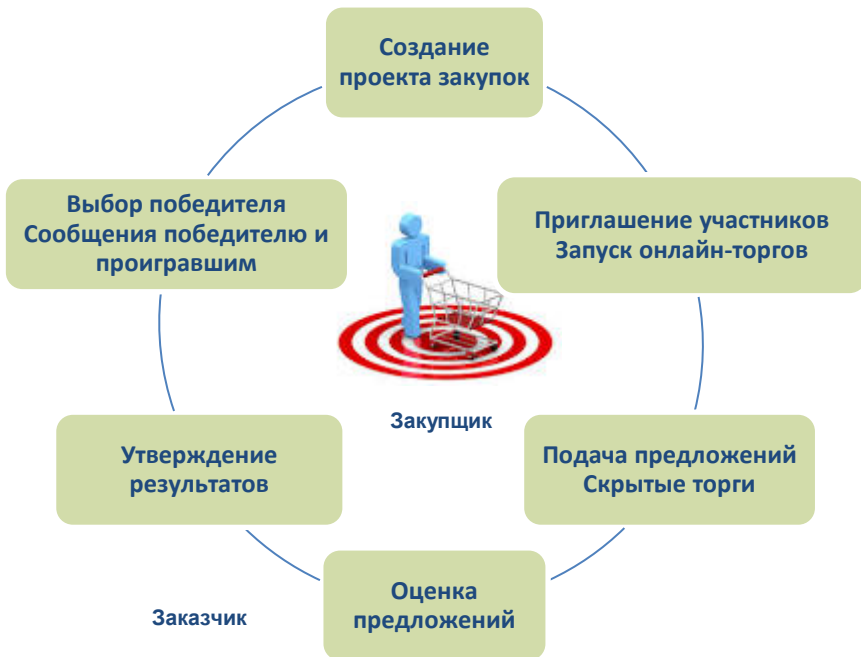 Создание
проекта закупок
Приглашение участников
Запуск онлайн-торгов
Подача предложений
Скрытые торги
Оценка
предложений
Утверждение
результатов
Выбор победителя
Сообщения победителю и
проигравшим
Закупщик
Заказчик